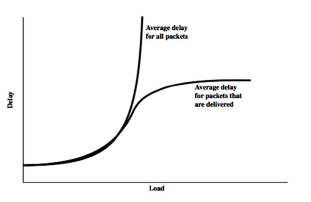 Average delay
for all packets
Average delay
for packets that
are delivered
Delay
Load